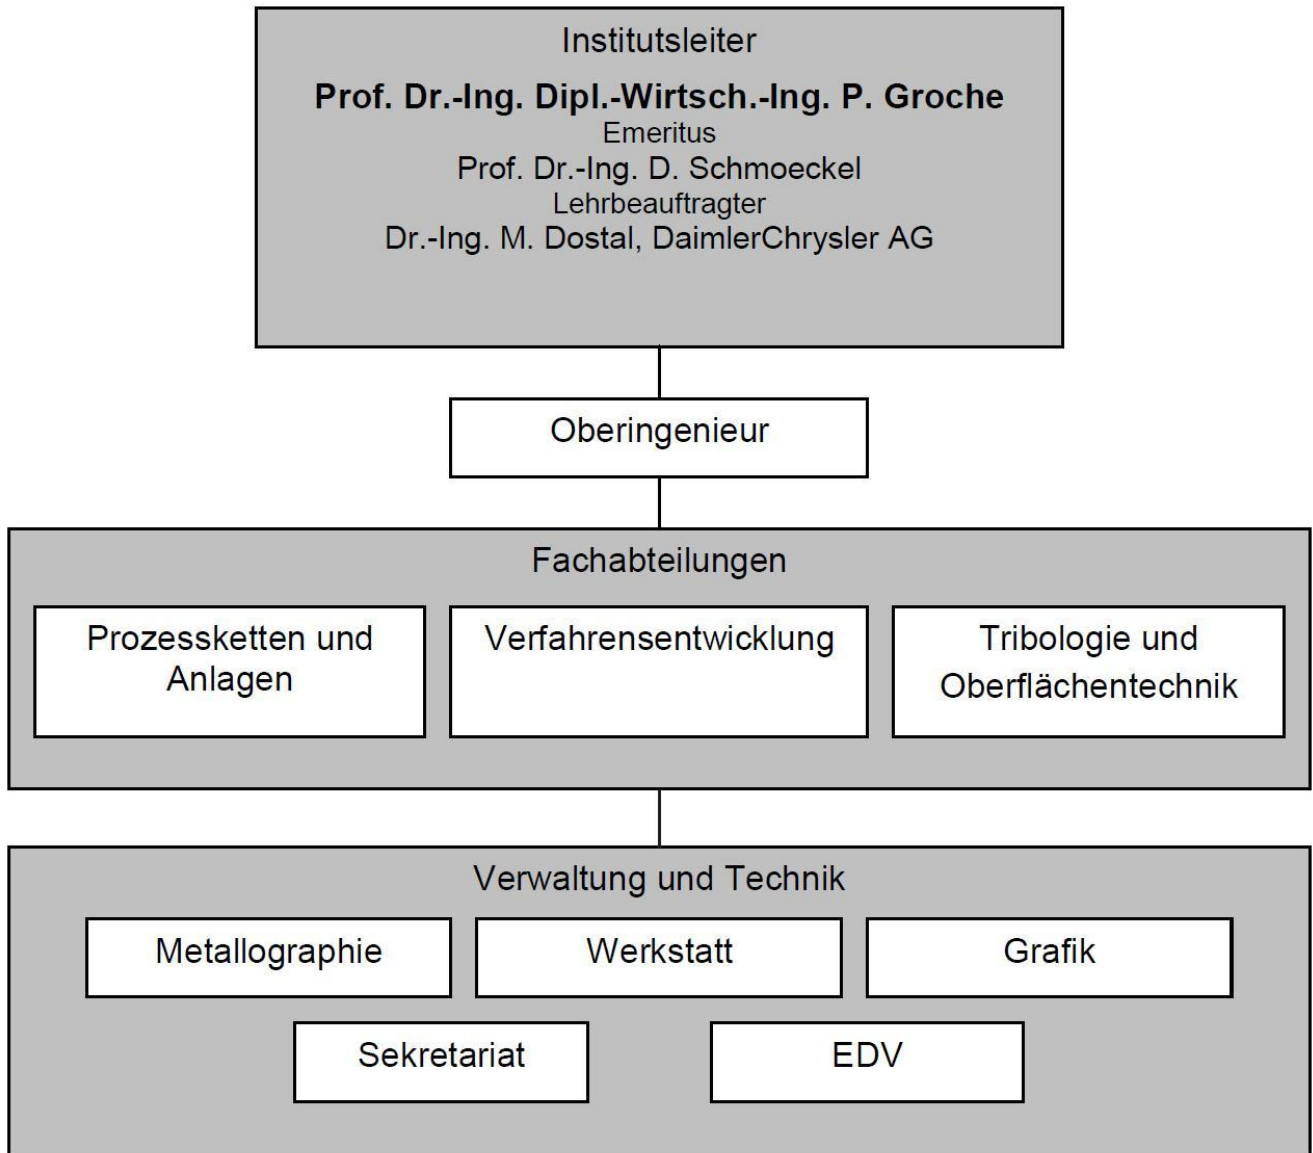 Institutsleiter
Prof. Dr.-Ing. Dipl.-Wirtsch.-Ing. P. Groche
Emeritus
Prof. Dr.-Ing. D. Schmoeckel
Lehrbeauftragter
Dr.-Ing. M. Dostal, DaimlerChrysler AG
Oberingenieur
Fachabteilungen
Prozessketten und
Anlagen
Verfahrensentwicklung
Tribologie und
Oberflächentechnik
Verwaltung und Technik
Metallographie
Werkstatt
Grafik
Sekretariat
EDV